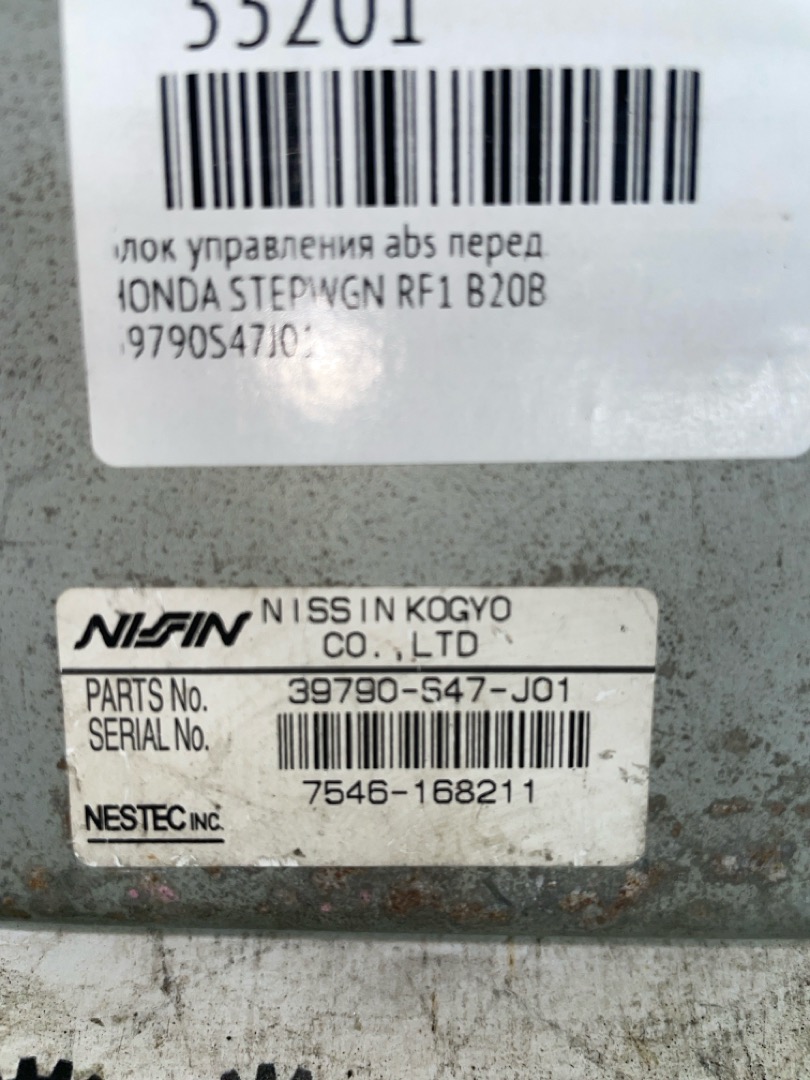 33201
лок управления abs перед.
HONDA STEPWGN RF1 B20B
9790S47J01
NISSIN NISSIN KOGYO
CO.,LTD
PARTS No. 39790-S47-J01
SERIAL No.
7546-168211
NESTEC INC.